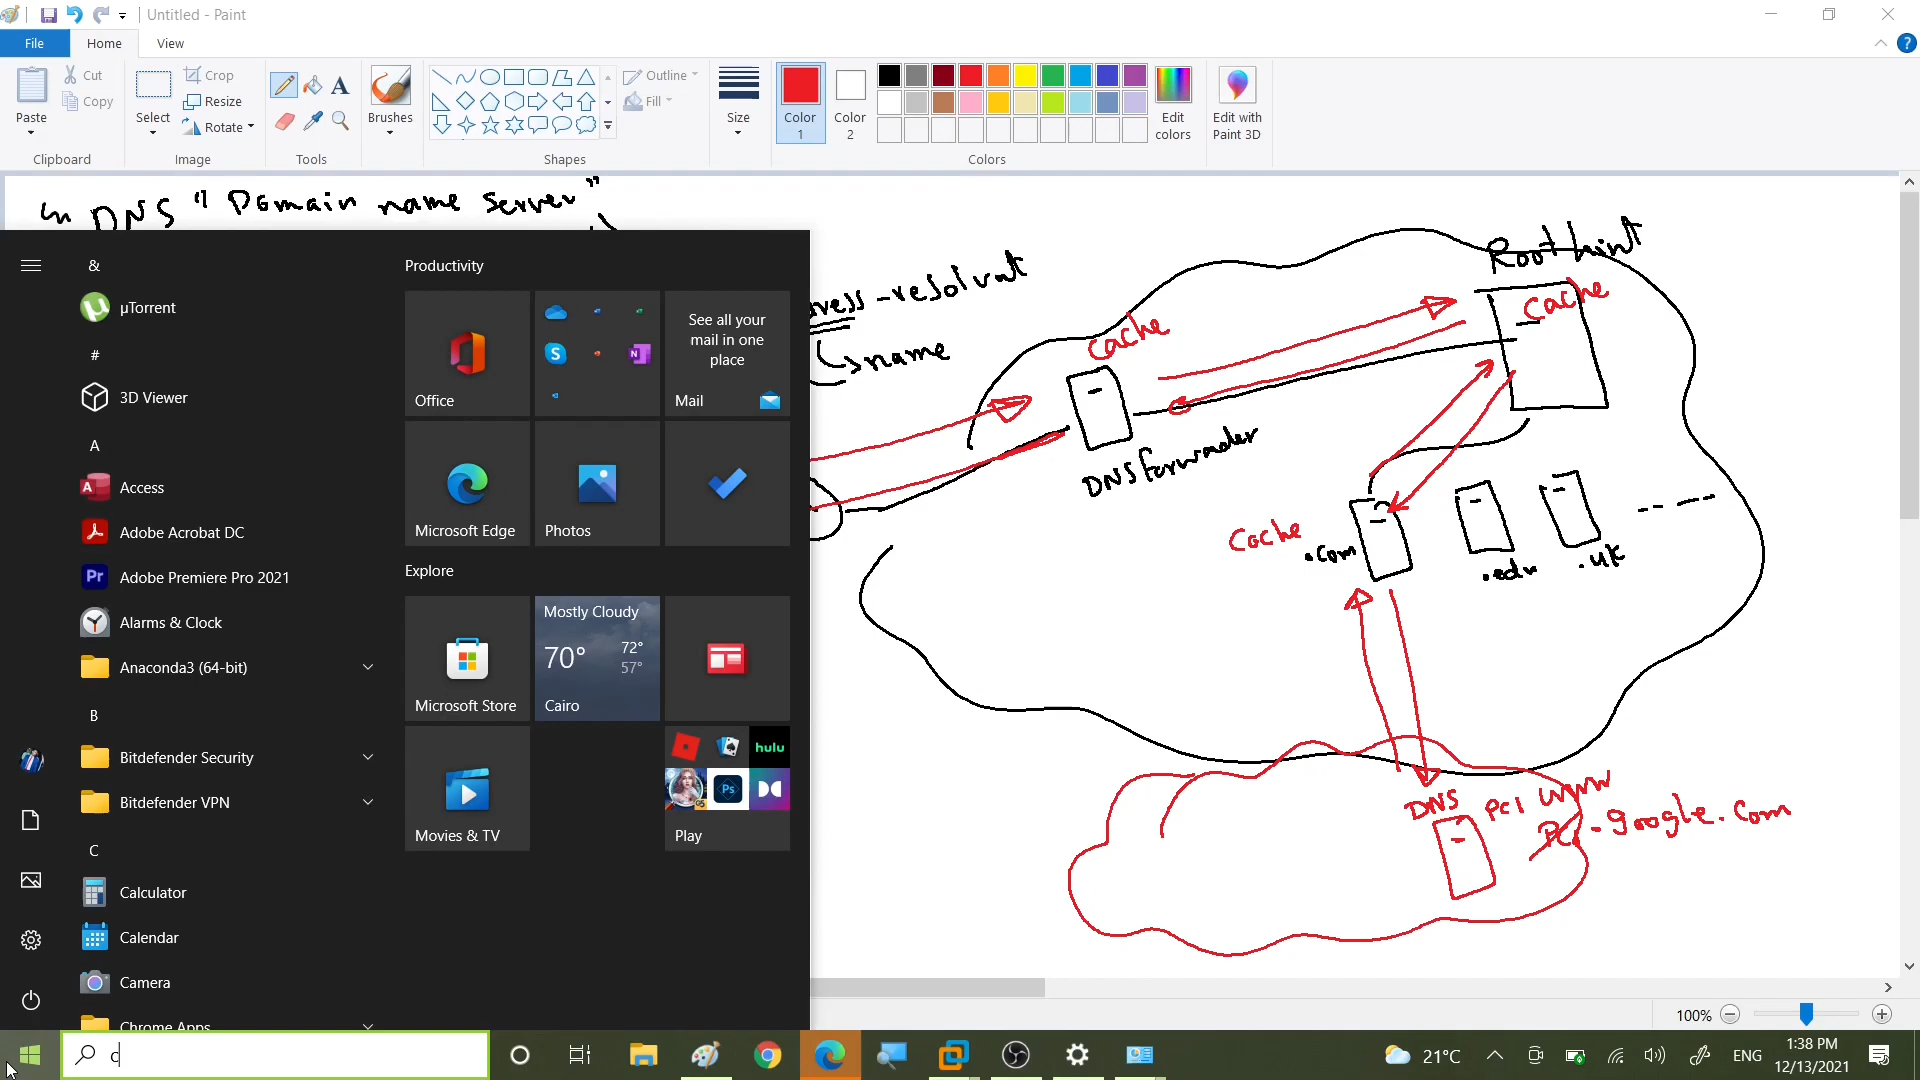 Untitled - Paint
File
Home
View
Paste
Cut
Copy
Clipboard
Select
Crop
Resize
Rotate
Image
Tools
Brushes
Shapes
Outline
Fill
Size
Color 1
Color 2
Colors
Edit colors
Edit with Paint 3D
DNS "Domain name server"
-resolvat
name
Cache
DNS forwrader
Root hint
Cache
Cache
.com
.edu
.uk
DNS
PC1
www
.google.com
&
µTorrent
#
3D Viewer
A
Access
Adobe Acrobat DC
Adobe Premiere Pro 2021
Alarms & Clock
Anaconda3 (64-bit)
B
Bitdefender Security
Bitdefender VPN
C
Calculator
Calendar
Camera
Chrome Apps
Productivity
Office
See all your mail in one place
Mail
Microsoft Edge
Photos
Explore
Microsoft Store
Mostly Cloudy
70°
72°
57°
Cairo
Movies & TV
hulu
Ps
Play
100%
c
21°C
ENG
1:38 PM
12/13/2021